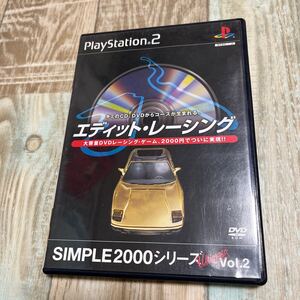 PlayStation 2
キミのCD、DVDからコースが生まれる
エディット・レーシング
大容量DVDレーシング・ゲーム、2000円でついに実現!!
DVD
SIMPLE2000シリーズ Ultimate Vol.2